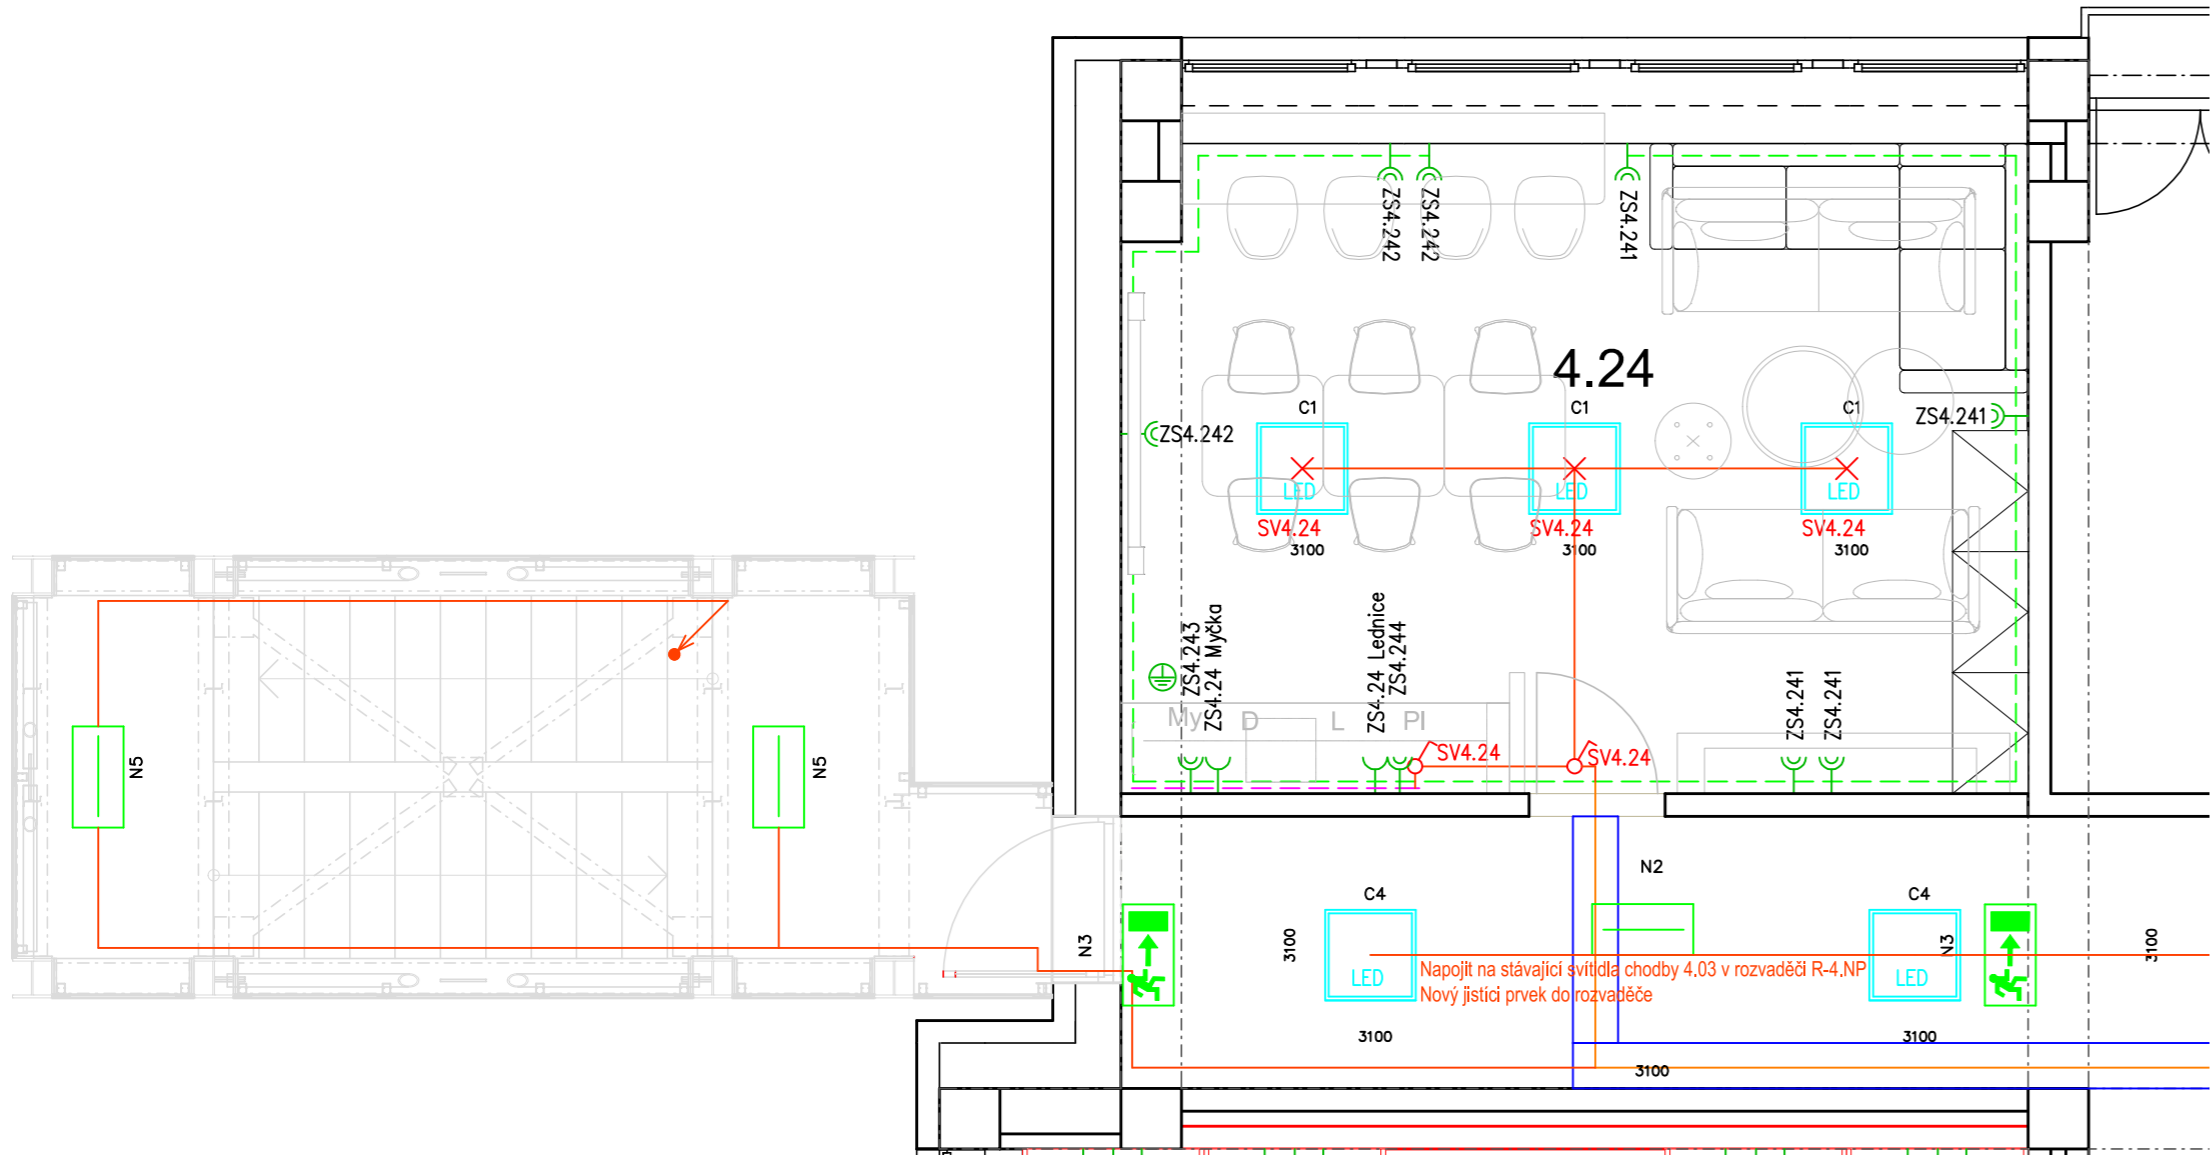 ZS4.242
ZS4.242
ZS4.241
4.24
C1
C1
C1
ZS4.241
ZS4.242
LED
LED
LED
SV4.24
SV4.24
SV4.24
3100
3100
3100
ZS4.243
ZS4.24 Myčka
ZS4.24 Lednice
ZS4.244
ZS4.241
ZS4.241
My
D
L
Pl
SV4.24
SV4.24
N5
N5
N2
C4
C4
N3
3100
N3
3100
LED
LED
Napojit na stávající svítidla chodby 4.03 v rozvaděči R-4.NP
Nový jistící prvek do rozvaděče
3100
3100
3100